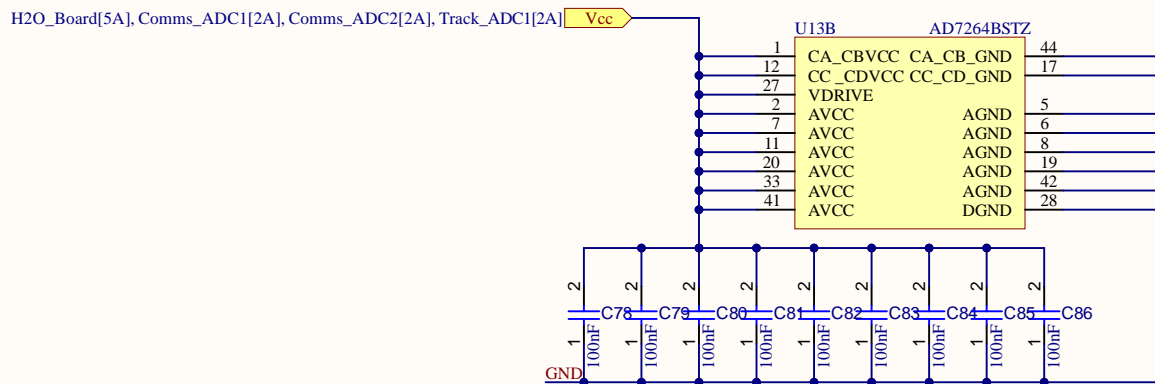 H2O_Board[5A], Comms_ADC1[2A], Comms_ADC2[2A], Track_ADC1[2A] Vcc
U13B AD7264BSTZ
1 CA_CBVCC CA_CB_GND 44
12 CC _CDVCC CC_CD_GND 17
27 VDRIVE
2 AVCC AGND 5
7 AVCC AGND 6
11 AVCC AGND 8
20 AVCC AGND 19
33 AVCC AGND 42
41 AVCC DGND 28
2 2 2 2 2 2 2 2 2
C78 C79 C80 C81 C82 C83 C84 C85 C86
1 1 1 1 1 1 1 1 1
100nF 100nF 100nF 100nF 100nF 100nF 100nF 100nF 100nF
GND